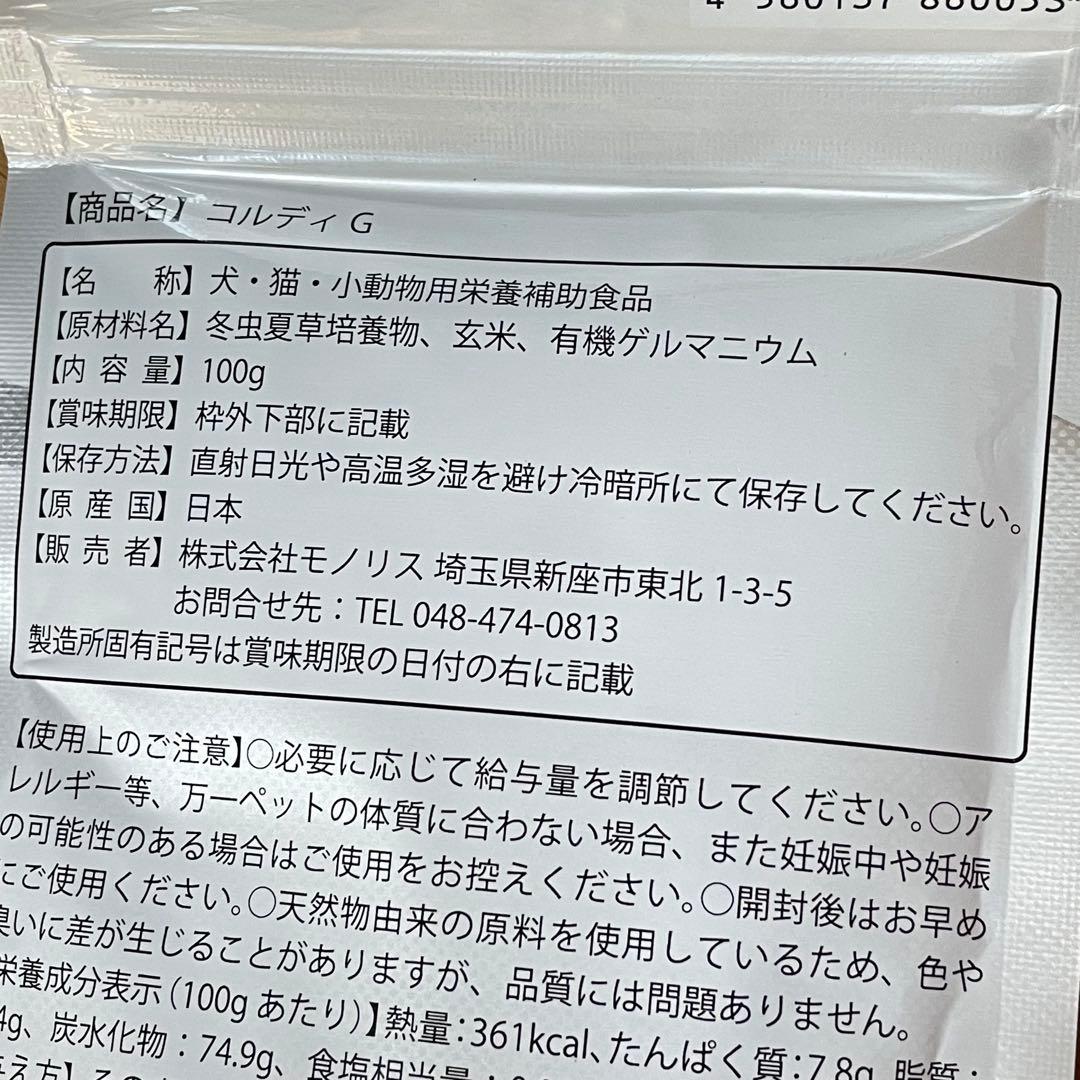 【商品名】コルディ G
【名　称】犬・猫・小動物用栄養補助食品
【原材料名】冬虫夏草培養物、玄米、有機ゲルマニウム
【内 容 量】100g
【賞味期限】枠外下部に記載
【保存方法】直射日光や高温多湿を避け冷暗所にて保存してください。
【原 産 国】日本
【販 売 者】株式会社モノリス 埼玉県新座市東北 1-3-5
お問合せ先：TEL 048-474-0813
製造所固有記号は賞味期限の日付の右に記載
【使用上のご注意】○必要に応じて給与量を調節してください。○ア
レルギー等、万一ペットの体質に合わない場合、また妊娠中や妊娠
の可能性のある場合はご使用をお控えください。○開封後はお早め
にご使用ください。○天然物由来の原料を使用しているため、色や
臭いに差が生じることがありますが、品質には問題ありません。
栄養成分表示（100g あたり）】熱量：361kcal、たんぱく質：7.8g、脂質：
4g、炭水化物：74.9g、食塩相当量：
え方】